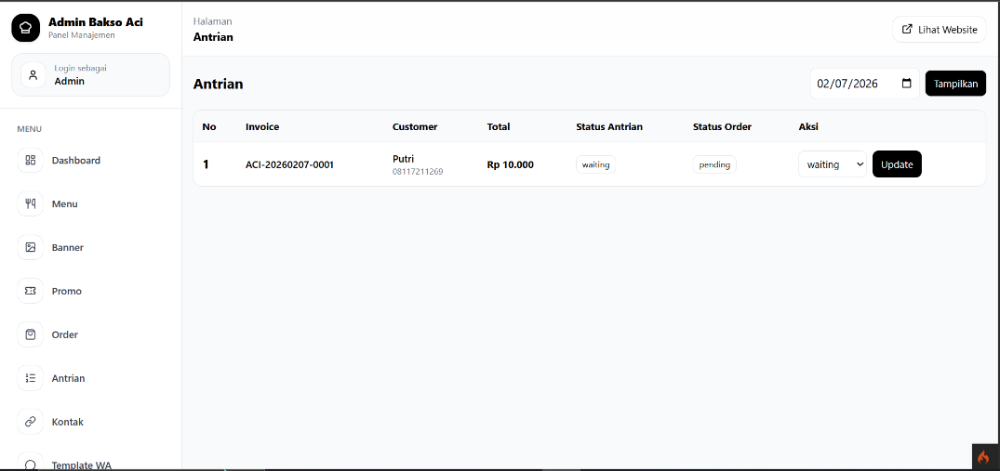 Admin Bakso Aci
Panel Manajemen
Login sebagai
Admin
MENU
Dashboard
Menu
Banner
Promo
Order
Antrian
Kontak
Template WA
Halaman
Antrian
Lihat Website
Antrian
02/07/2026
Tampilkan
No Invoice Customer Total Status Antrian Status Order Aksi
1 ACI-20260207-0001 Putri Rp 10.000 waiting pending waiting Update
08117211269